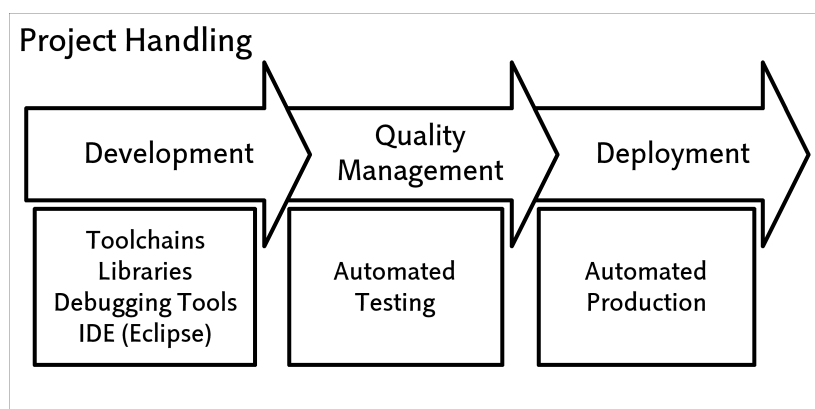 Project Handling
Development
Quality
Management
Deployment
Toolchains
Libraries
Debugging Tools
IDE (Eclipse)
Automated
Testing
Automated
Production